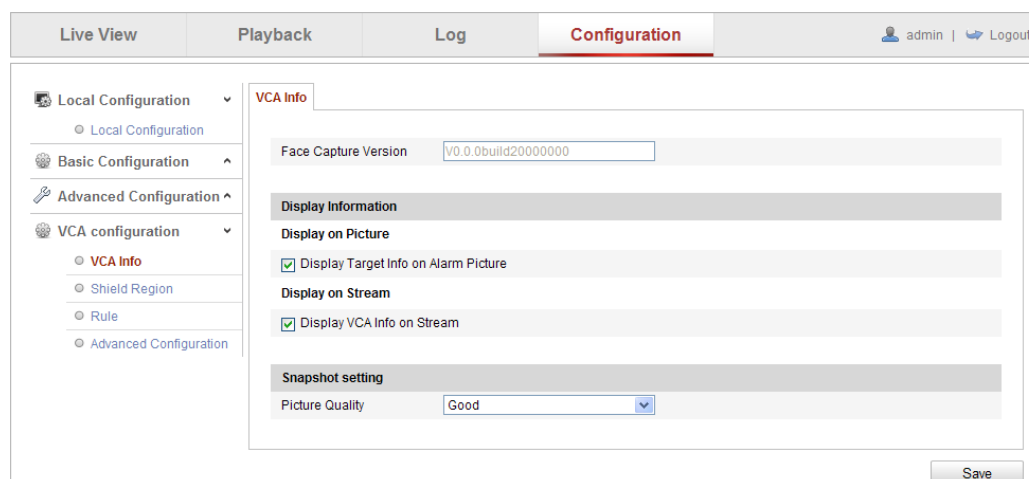 Live View Playback Log Configuration admin | Logout
Local Configuration
Local Configuration
Basic Configuration
Advanced Configuration
VCA configuration
VCA Info
Shield Region
Rule
Advanced Configuration
VCA Info
Face Capture Version V0.0.0build20000000
Display Information
Display on Picture
Display Target Info on Alarm Picture
Display on Stream
Display VCA Info on Stream
Snapshot setting
Picture Quality Good
Save